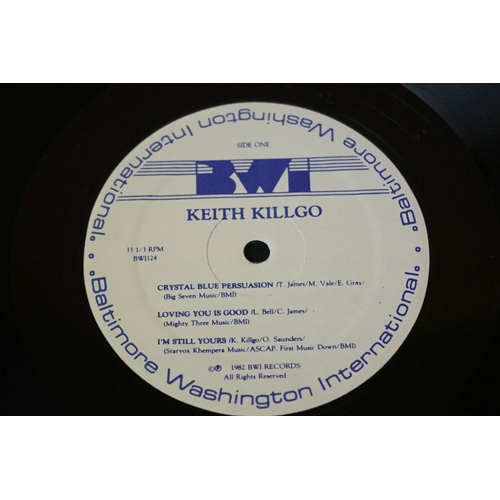 Baltimore Washington International.
Baltimore Washington International.
SIDE ONE
BWI
KEITH KILLGO
33 1/3 RPM
BW1124
CRYSTAL BLUE PERSUASION /T. James/M. Vale/E. Gray/
(Big Seven Music/BMI)
LOVING YOU IS GOOD /L. Bell/C. James/
(Mighty Three Music/BMI)
I'M STILL YOURS /K. Killgo/O. Saunders/
(Starvox Khempera Music/ASCAP. First Music Down/BMI)
©℗ 1982 BWI RECORDS
All Rights Reserved